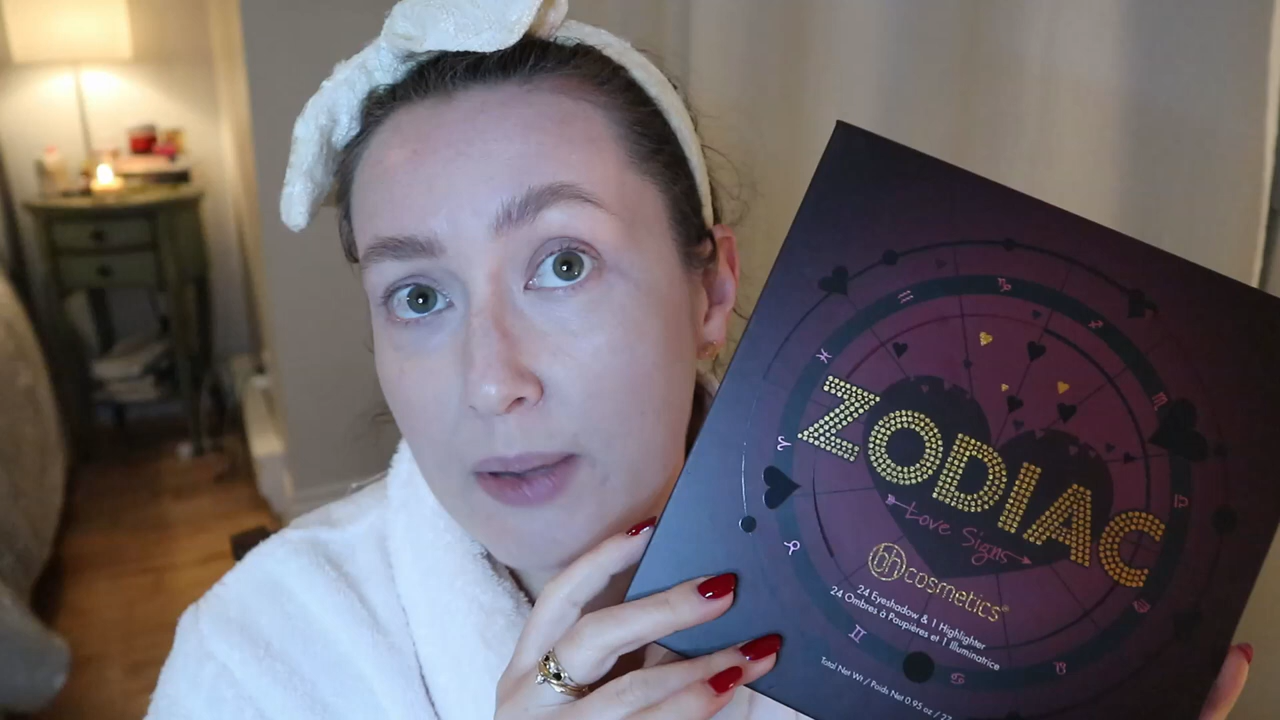 ZODIAC
Love Signs
bh cosmetics®
24 Eyeshadow & 1 Highlighter
24 Ombres à Paupières et 1 Illuminatrice
Total Net Wt / Poids Net 0.95 oz / 27